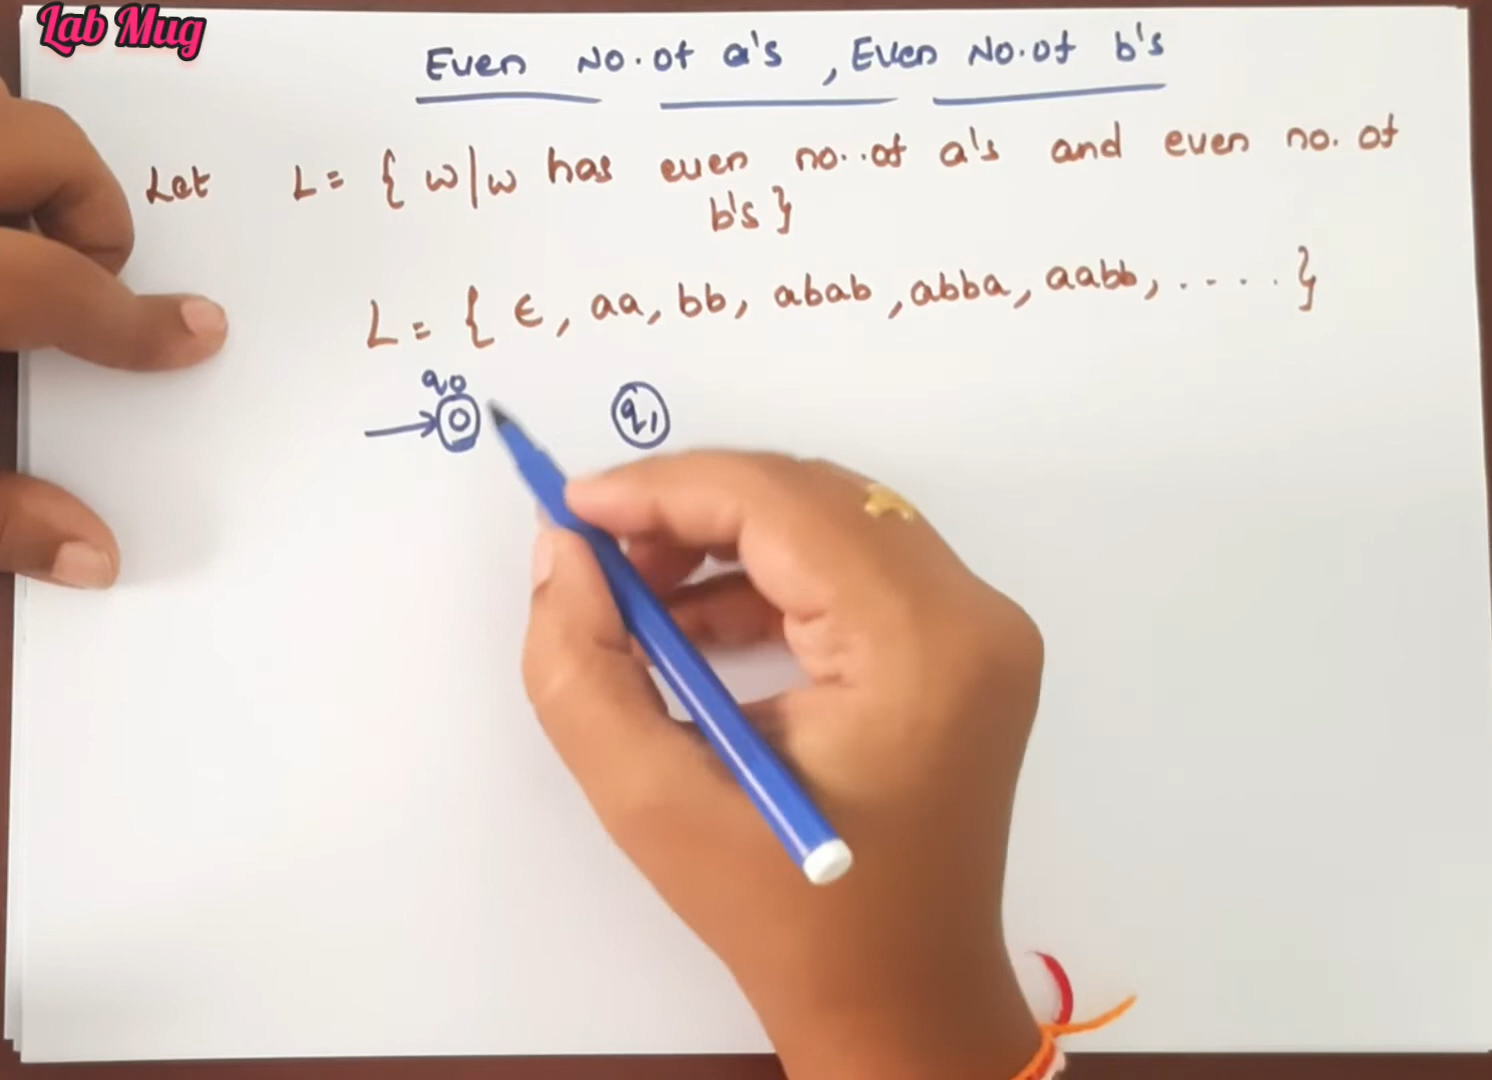 Lab Mug
Even No. of a's , Even No. of b's
Let L = { w/w has even no. of a's and even no. of
b's }
L = { ϵ, aa, bb, abab, abba, aabb, ..... }
q0
q1